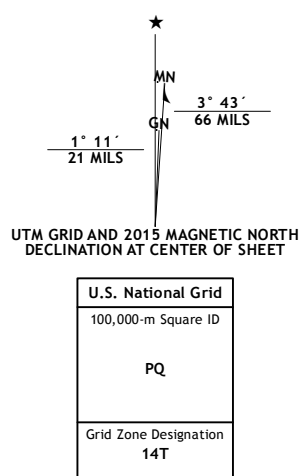 ★
MN
3° 43´
66 MILS
GN
1° 11´
21 MILS
UTM GRID AND 2015 MAGNETIC NORTH
DECLINATION AT CENTER OF SHEET
U.S. National Grid
100,000-m Square ID
PQ
Grid Zone Designation
14T